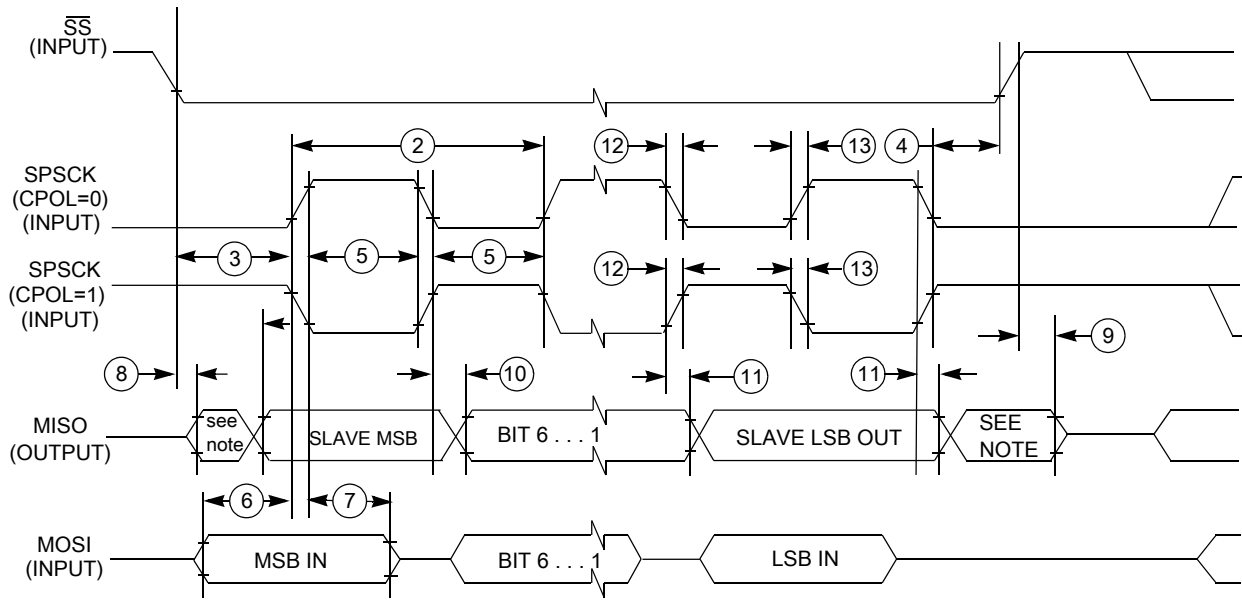 SS
(INPUT)
2
12
13
4
SPSCK
(CPOL=0)
(INPUT)
3
5
5
12
13
SPSCK
(CPOL=1)
(INPUT)
8
10
11
11
9
MISO
(OUTPUT)
see
note
SLAVE MSB
BIT 6 . . . 1
SLAVE LSB OUT
SEE
NOTE
6
7
MOSI
(INPUT)
MSB IN
BIT 6 . . . 1
LSB IN